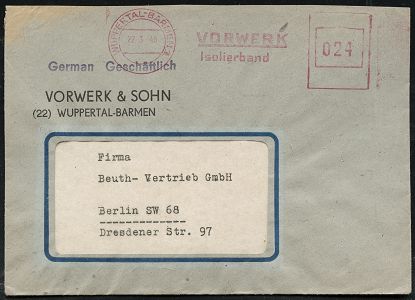 WUPPERTAL-BARMEN
22.3.48
VORWERK
Isolierband
024
German Geschäftlich
VORWERK & SOHN
(22) WUPPERTAL-BARMEN
Firma
Beuth- Vertrieb GmbH
Berlin SW 68
Dresdener Str. 97